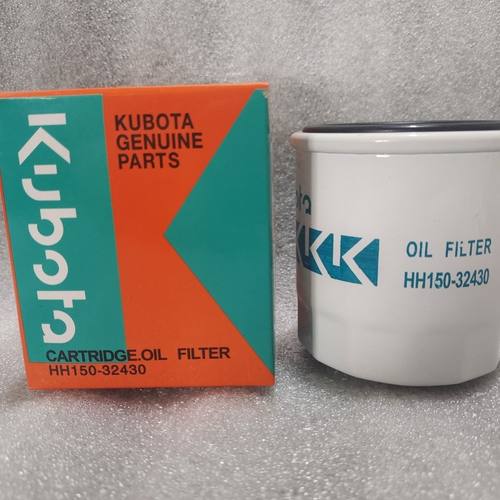 Kubota
KUBOTA
GENUINE
PARTS
CARTRIDGE.OIL FILTER
HH150-32430
OIL FILTER
HH150-32430